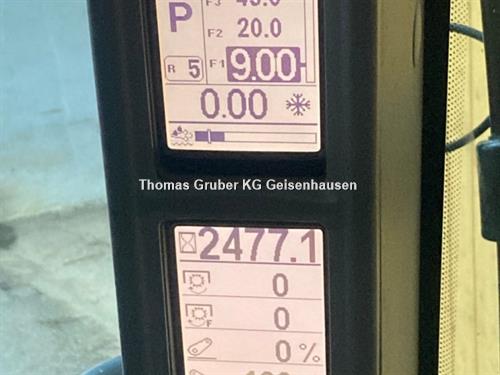 P
F2 20.0
R 5
F1 9.00
0.00
Thomas Gruber KG Geisenhausen
2477.1
0
F 0
0 %